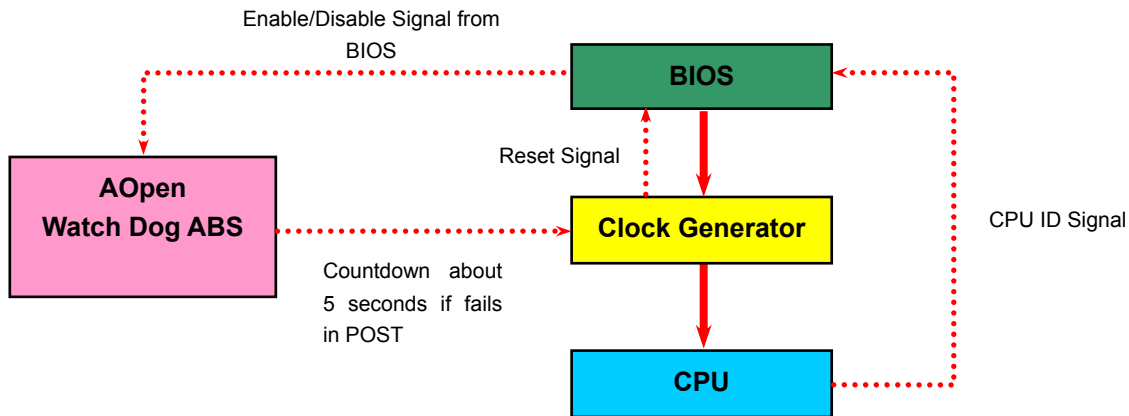 Enable/Disable Signal from
BIOS
BIOS
Reset Signal
AOpen
Watch Dog ABS
Clock Generator
CPU ID Signal
Countdown about
5 seconds if fails
in POST
CPU